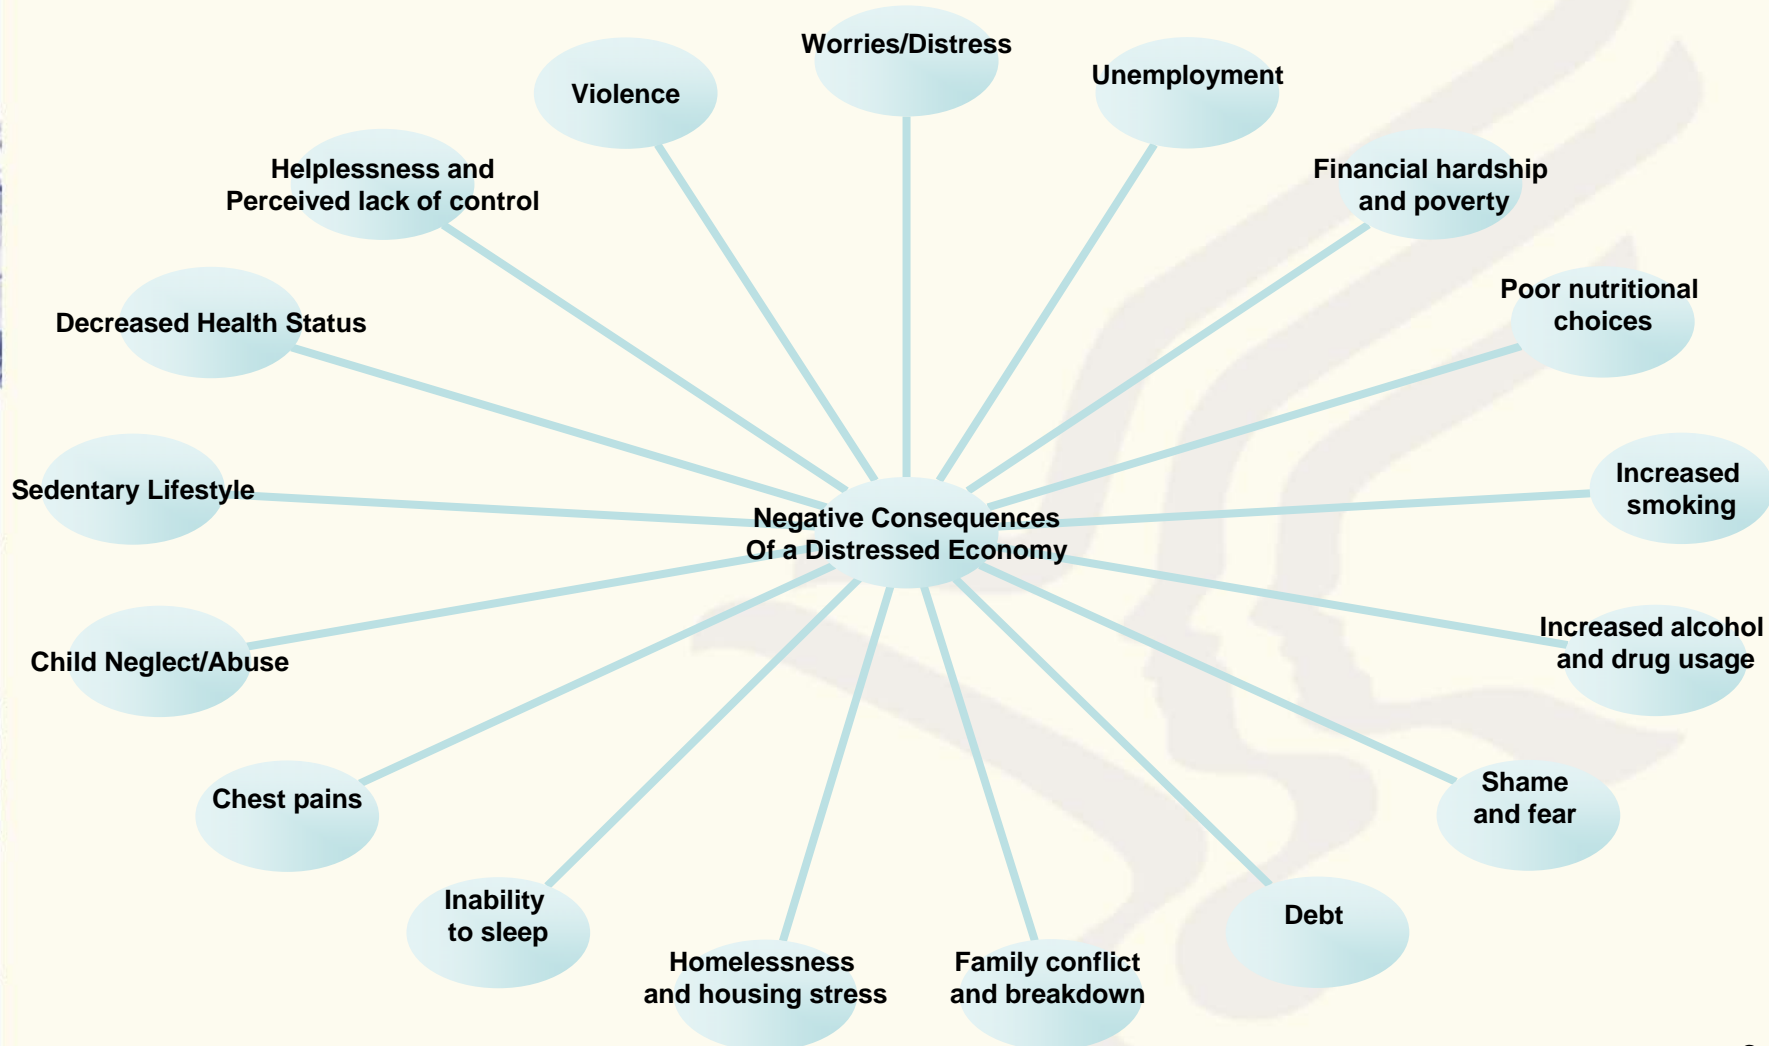 Worries/Distress
Unemployment
Financial hardship
and poverty
Poor nutritional
choices
Increased
smoking
Increased alcohol
and drug usage
Shame
and fear
Debt
Family conflict
and breakdown
Homelessness
and housing stress
Inability
to sleep
Chest pains
Child Neglect/Abuse
Sedentary Lifestyle
Decreased Health Status
Helplessness and
Perceived lack of control
Violence
Negative Consequences
Of a Distressed Economy